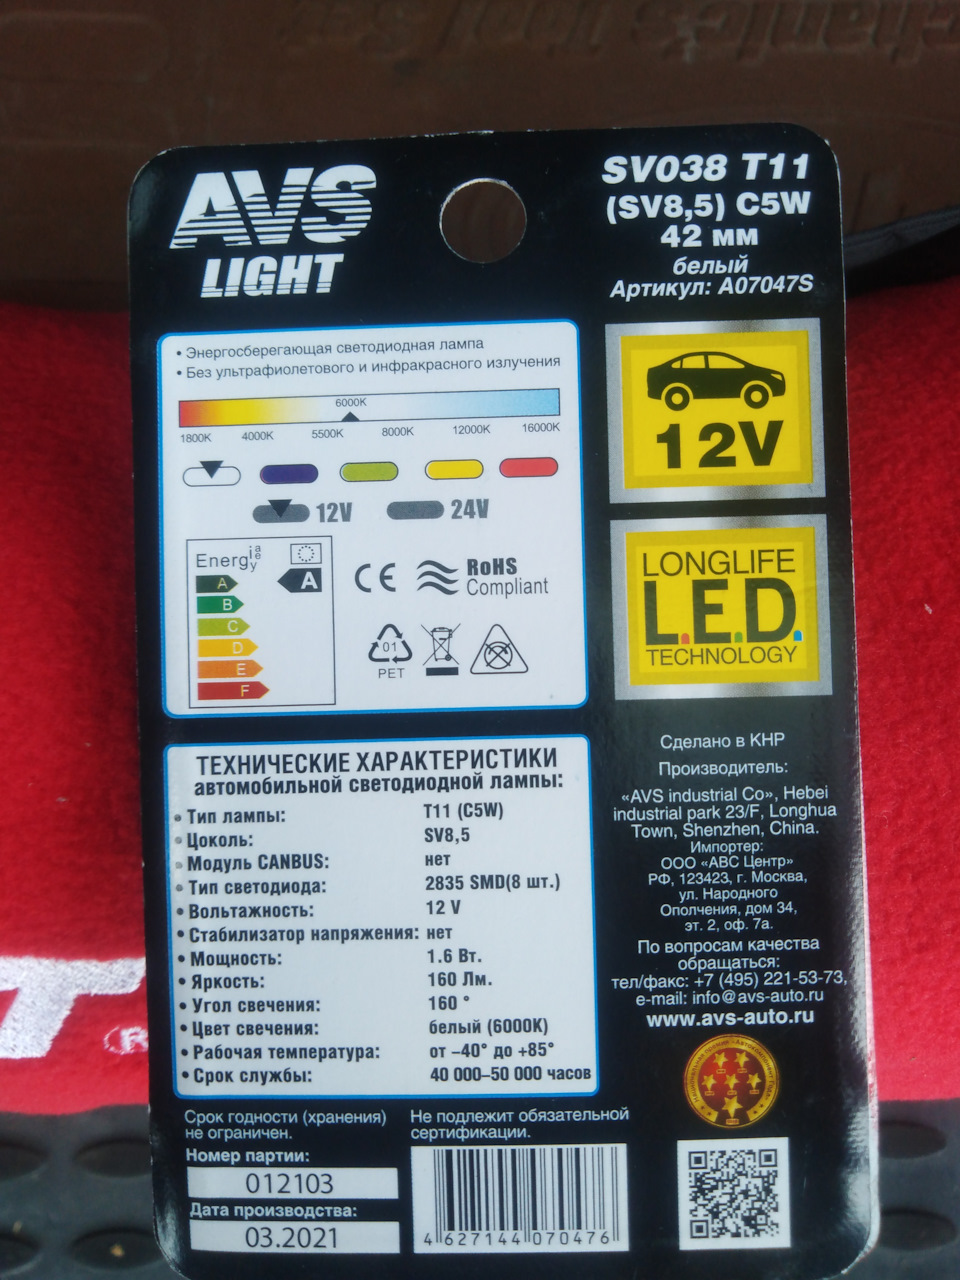 chanic's Tool Set
AVS
LIGHT
SV038 T11
(SV8,5) C5W
42 мм
белый
Артикул: A07047S
• Энергосберегающая светодиодная лампа
• Без ультрафиолетового и инфракрасного излучения
6000K
1800K 4000K 5500K 8000K 12000K 16000K
12V 24V
Energi a
e
y
A
A
B
C
D
E
F
CE
RoHS
Compliant
01
PET
12V
LONGLIFE
L.E.D.
TECHNOLOGY
ТЕХНИЧЕСКИЕ ХАРАКТЕРИСТИКИ
автомобильной светодиодной лампы:
• Тип лампы: T11 (C5W)
• Цоколь: SV8,5
• Модуль CANBUS: нет
• Тип светодиода: 2835 SMD(8 шт.)
• Вольтажность: 12 V
• Стабилизатор напряжения: нет
• Мощность: 1.6 Вт.
• Яркость: 160 Лм.
• Угол свечения: 160 °
• Цвет свечения: белый (6000K)
• Рабочая температура: от –40° до +85°
• Срок службы: 40 000–50 000 часов
Сделано в КНР
Производитель:
«AVS industrial Co», Hebei
industrial park 23/F, Longhua
Town, Shenzhen, China.
Импортер:
ООО «АВС Центр»
РФ, 123423, г. Москва,
ул. Народного
Ополчения, дом 34,
эт. 2, оф. 7а.
По вопросам качества
обращаться:
тел/факс: +7 (495) 221-53-73,
e-mail: info@avs-auto.ru
www.avs-auto.ru
Срок годности (хранения)
не ограничен.
Номер партии:
012103
Дата производства:
03.2021
Не подлежит обязательной
сертификации.
4 627144 070476
T
®